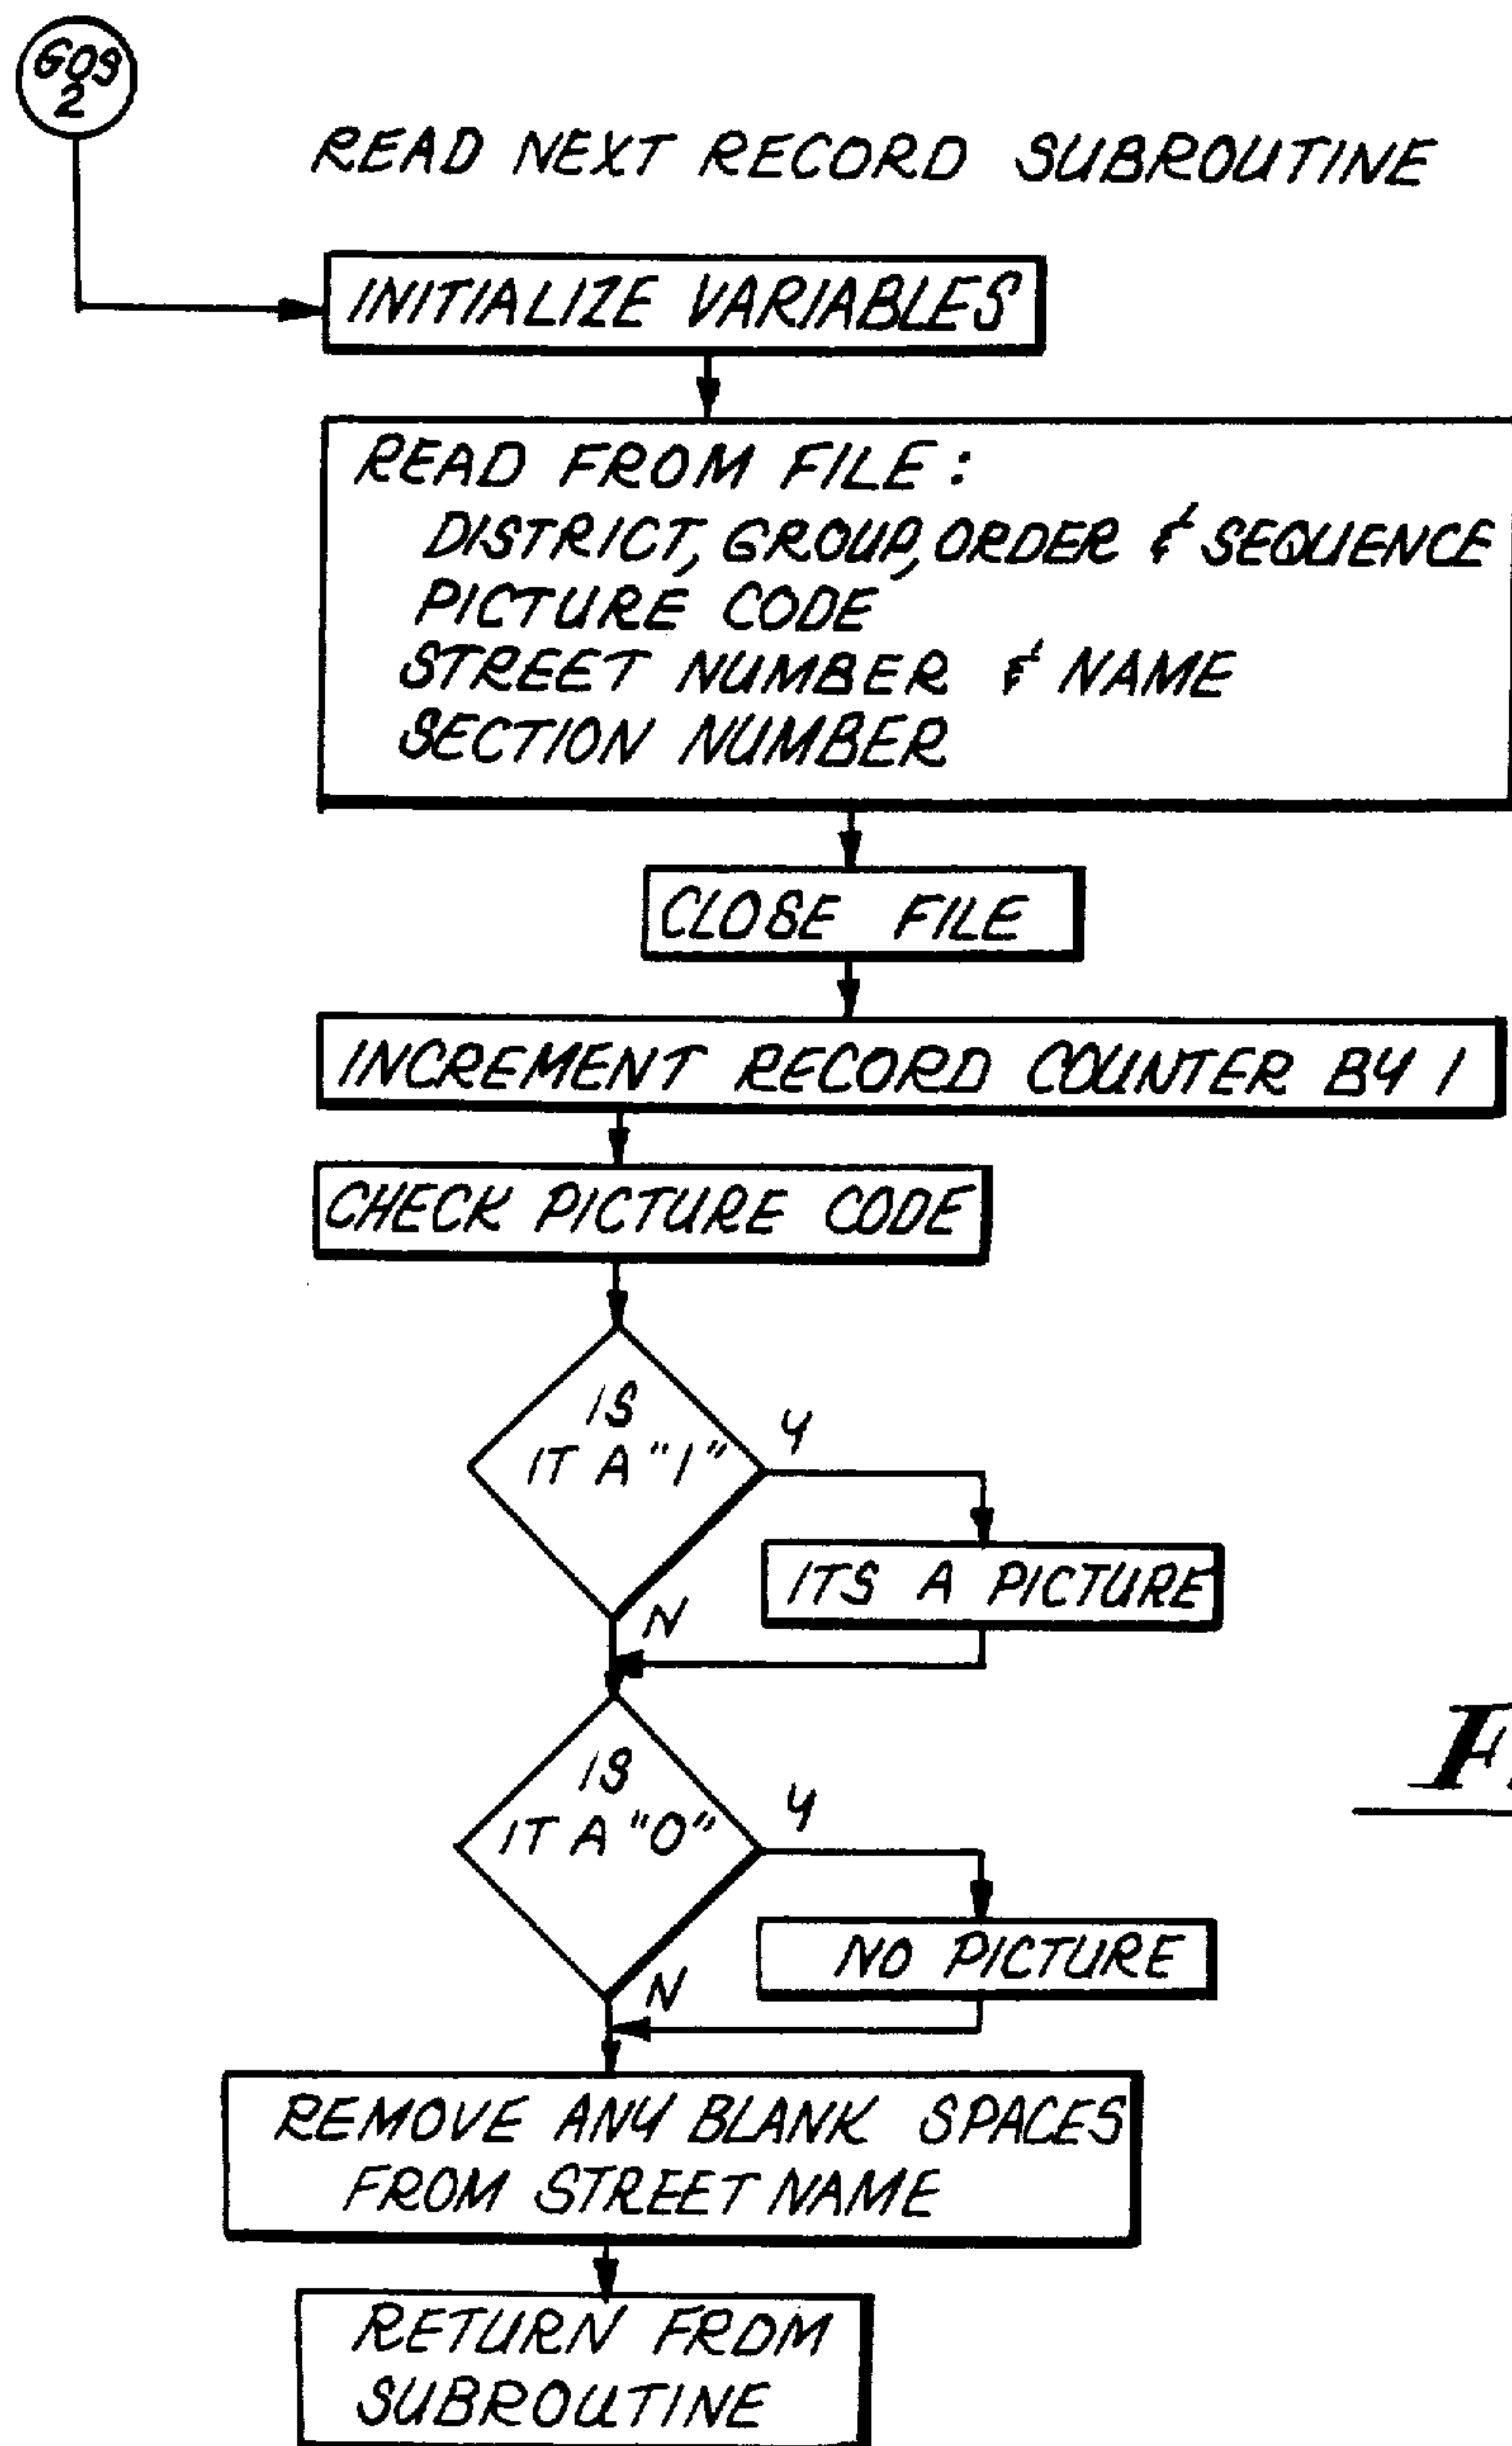 GOS
2
READ NEXT RECORD SUBROUTINE
INITIALIZE VARIABLES
READ FROM FILE :
DISTRICT, GROUP, ORDER & SEQUENCE
PICTURE CODE
STREET NUMBER & NAME
SECTION NUMBER
CLOSE FILE
INCREMENT RECORD COUNTER BY 1
CHECK PICTURE CODE
IS
IT A "1"
Y
ITS A PICTURE
N
IS
IT A "0"
Y
NO PICTURE
N
REMOVE ANY BLANK SPACES
FROM STREET NAME
RETURN FROM
SUBROUTINE